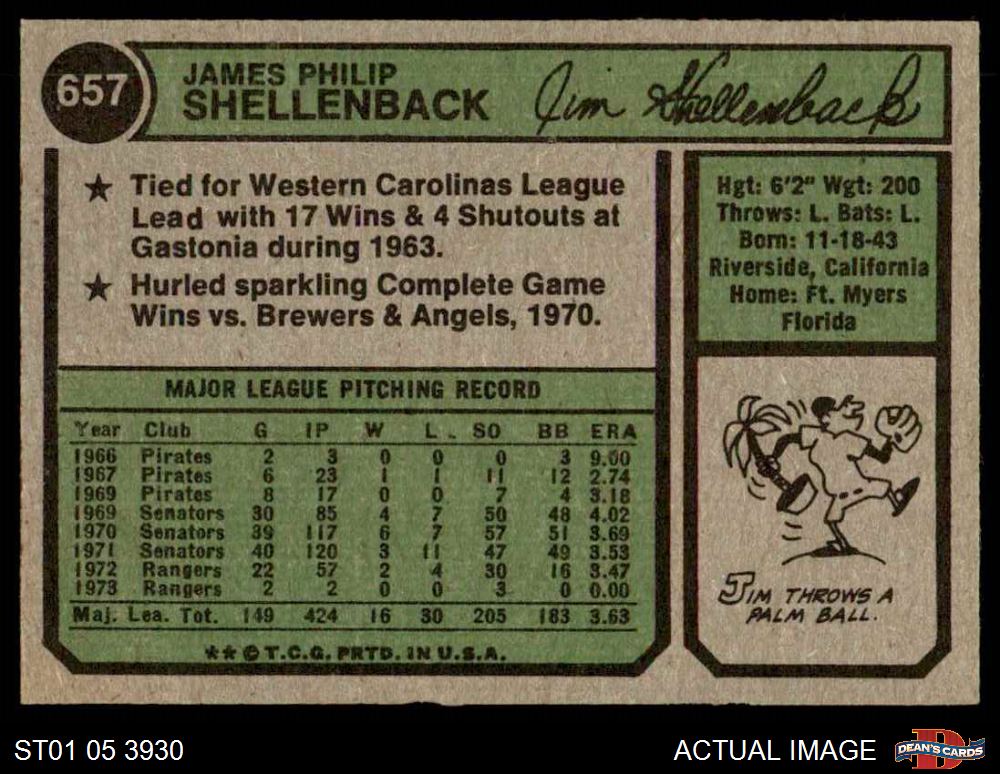 657
JAMES PHILIP
SHELLENBACK
Jim Shellenback
★ Tied for Western Carolinas League
Lead with 17 Wins & 4 Shutouts at
Gastonia during 1963.
★ Hurled sparkling Complete Game
Wins vs. Brewers & Angels, 1970.
Hgt: 6'2" Wgt: 200
Throws: L. Bats: L.
Born: 11-18-43
Riverside, California
Home: Ft. Myers
Florida
MAJOR LEAGUE PITCHING RECORD
Year Club G IP W L. SO BB ERA
1966 Pirates 2 3 0 0 0 3 9.00
1967 Pirates 6 23 1 1 11 12 2.74
1969 Pirates 8 17 0 0 7 4 3.18
1969 Senators 30 85 4 7 50 48 4.02
1970 Senators 39 117 6 7 57 51 3.69
1971 Senators 40 120 3 11 47 49 3.53
1972 Rangers 22 57 2 4 30 16 3.47
1973 Rangers 2 2 0 0 3 0 0.00
Maj. Lea. Tot. 149 424 16 30 205 183 3.63
** © T.C.G. PRTD. IN U.S.A.
JIM THROWS A
PALM BALL.
ST01 05 3930
ACTUAL IMAGE
DEAN'S CARDS